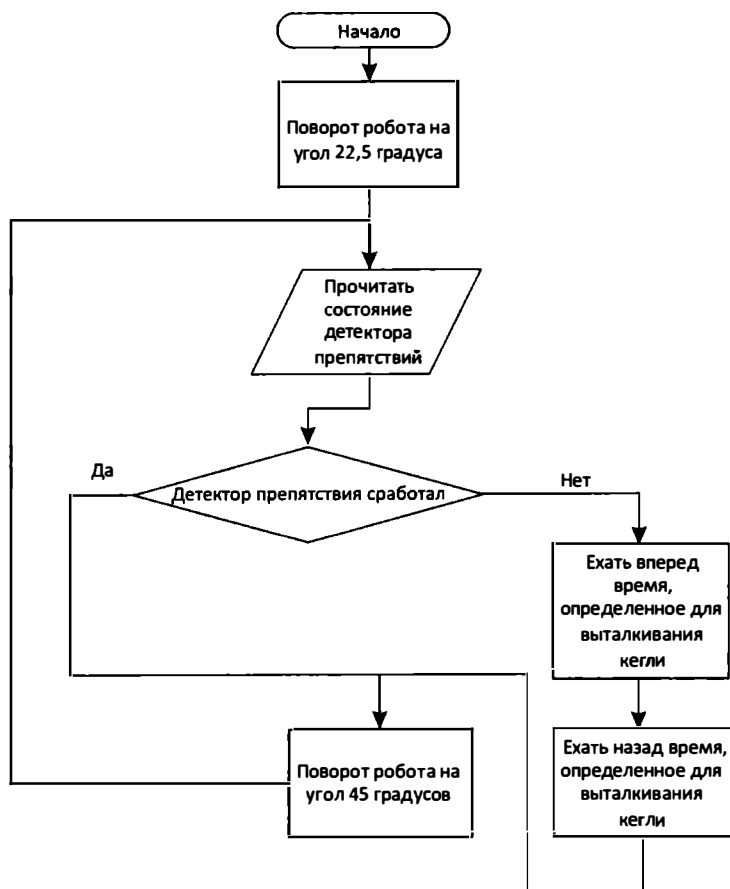 Начало
Поворот робота на
угол 22,5 градуса
Прочитать
состояние
детектора
препятствий
Да
Детектор препятствия сработал
Нет
Ехать вперед
время,
определенное для
выталкивания
кегли
Поворот робота на
угол 45 градусов
Ехать назад время,
определенное для
выталкивания
кегли